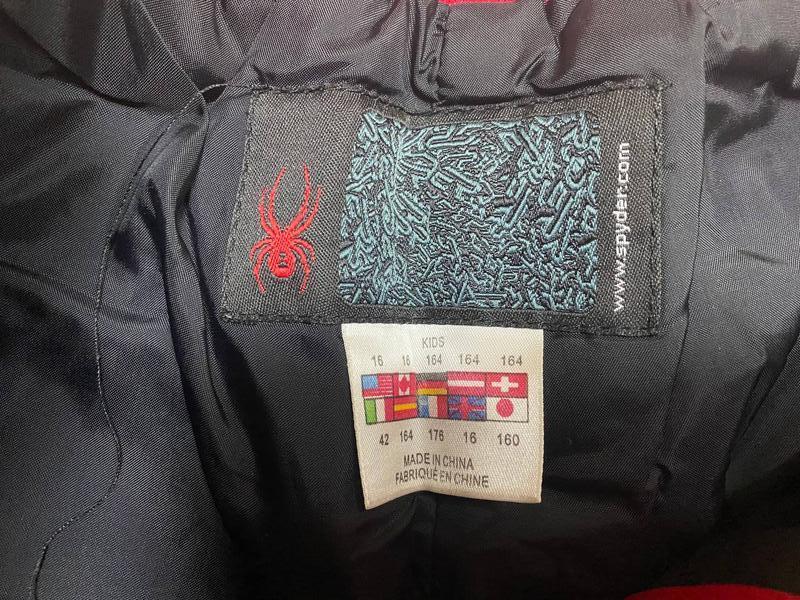 www.spyder.com
KIDS
16 16 164 164 164
42 164 176 16 160
MADE IN CHINA
FABRIQUÉ EN CHINE